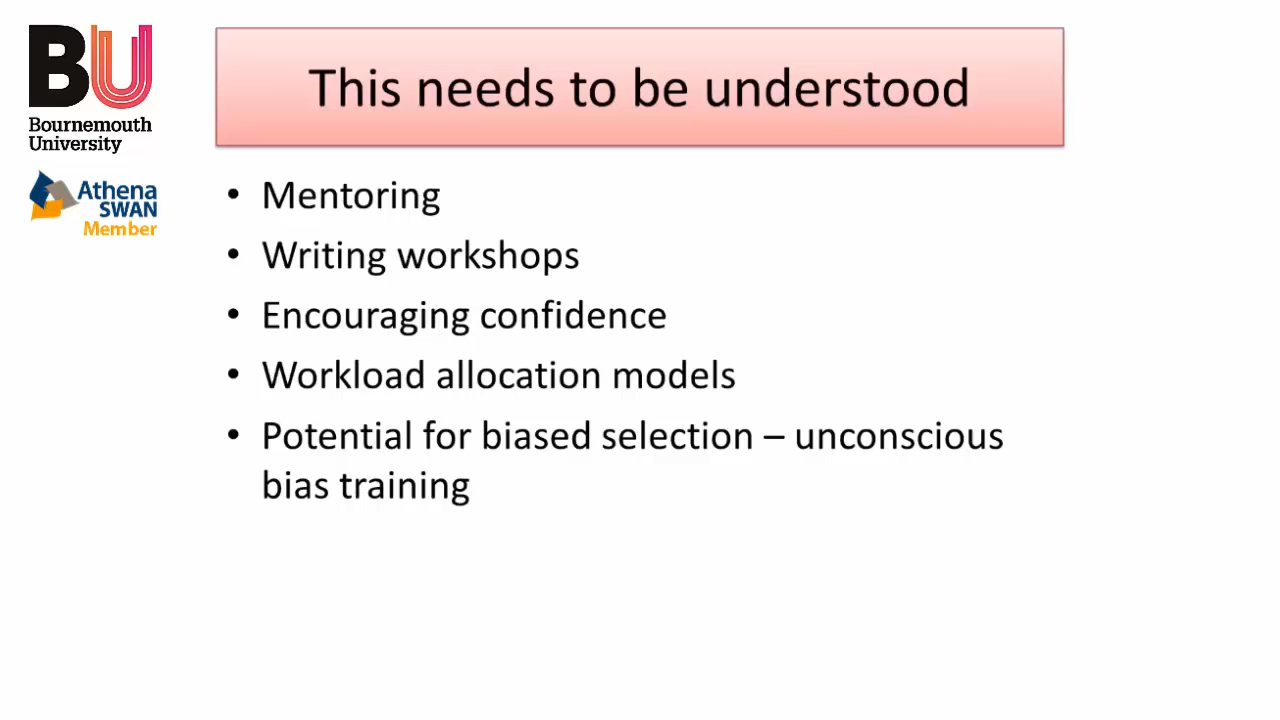 BU
Bournemouth
University
Athena
SWAN
Member
This needs to be understood
• Mentoring
• Writing workshops
• Encouraging confidence
• Workload allocation models
• Potential for biased selection – unconscious
bias training